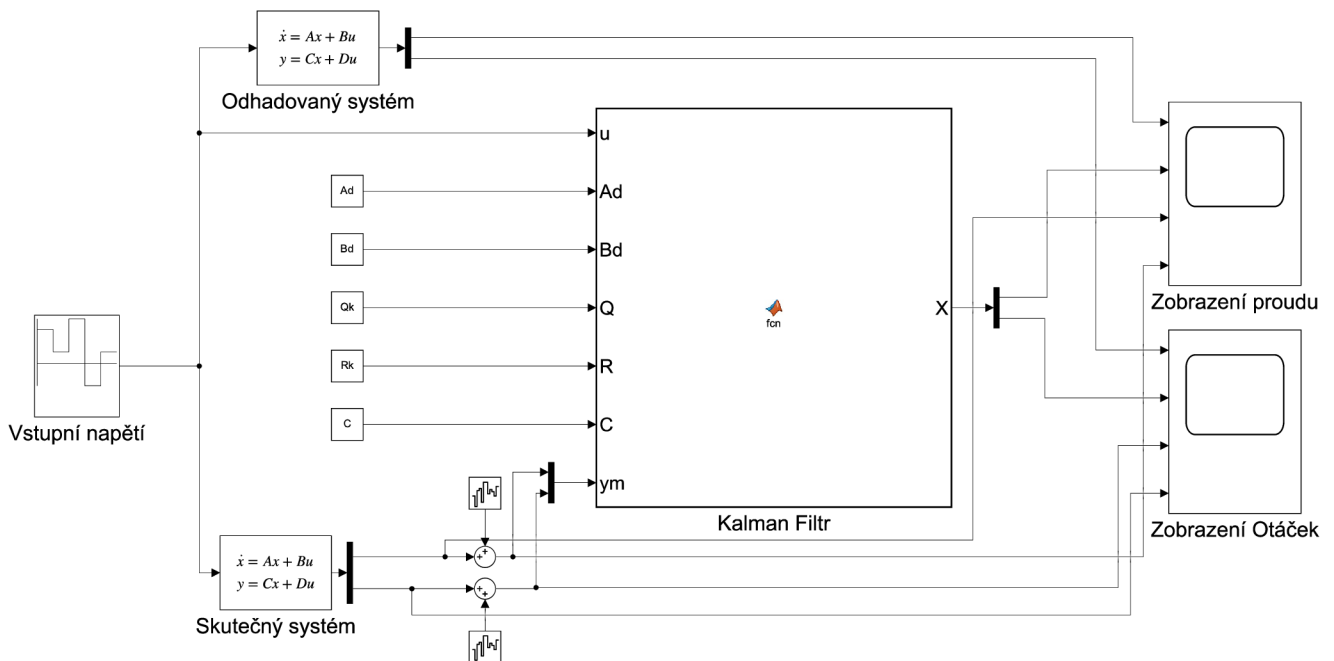 ẋ = Ax + Bu
y = Cx + Du
Odhadovaný systém
u
Ad
Ad
Bd
Bd
Qk
Q
Rk
R
C
C
ym
X
fcn
Kalman Filtr
Vstupní napětí
Zobrazení proudu
Zobrazení Otáček
ẋ = Ax + Bu
y = Cx + Du
Skutečný systém
+
+
+
+